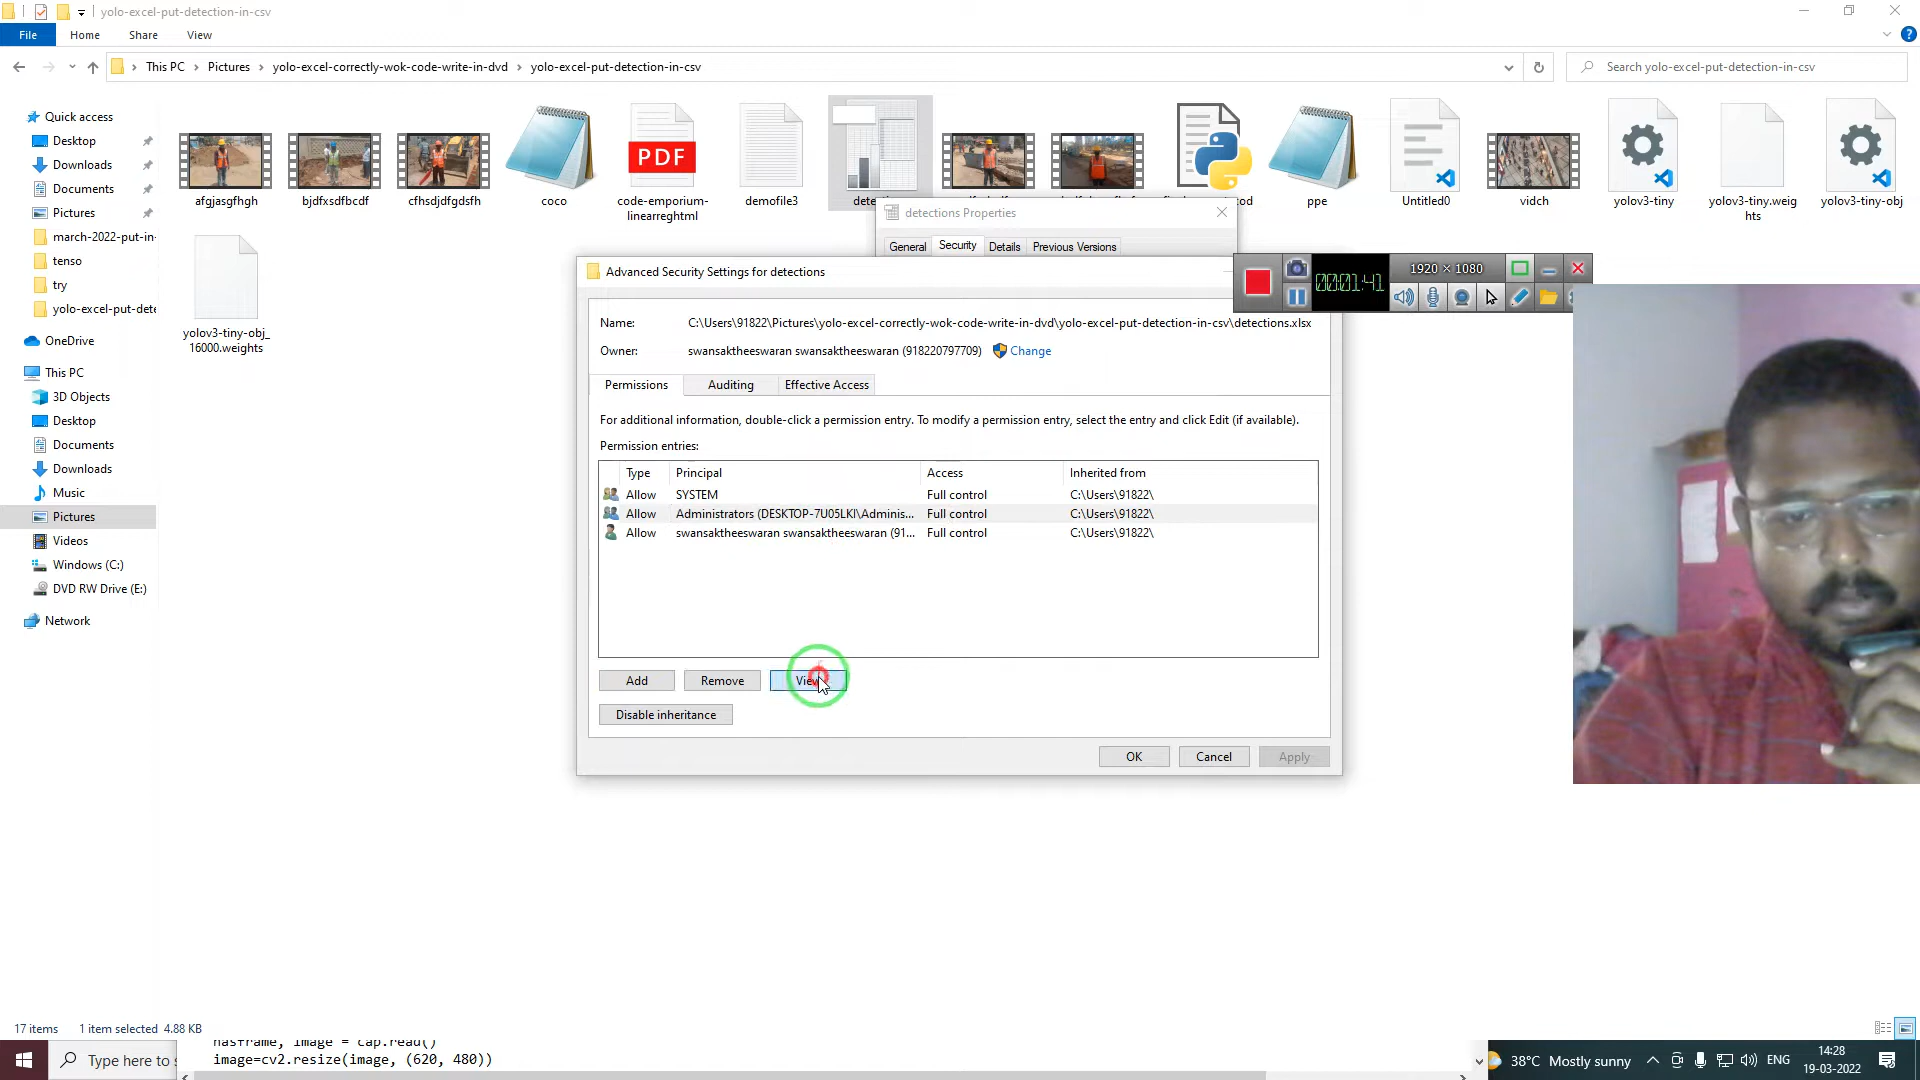 yolo-excel-put-detection-in-csv
File Home Share View
This PC Pictures yolo-excel-correctly-wok-code-write-in-dvd yolo-excel-put-detection-in-csv
Search yolo-excel-put-detection-in-csv
Quick access
Desktop
Downloads
Documents
Pictures
march-2022-put-in-
tenso
try
yolo-excel-put-dete
OneDrive
This PC
3D Objects
Desktop
Documents
Downloads
Music
Pictures
Videos
Windows (C:)
DVD RW Drive (E:)
Network
afgjasgfhgh
bjdfxsdfbcdf
cfhsdjdfgdsfh
coco
PDF
code-emporium-
linearreghtml
demofile3
ppe
Untitled0
vidch
yolov3-tiny
yolov3-tiny.weig
hts
yolov3-tiny-obj
yolov3-tiny-obj_
16000.weights
detections Properties
General Security Details Previous Versions
Advanced Security Settings for detections
00:01:41
1920 × 1080
Name: C:\Users\91822\Pictures\yolo-excel-correctly-wok-code-write-in-dvd\yolo-excel-put-detection-in-csv\detections.xlsx
Owner: swansaktheeswaran swansaktheeswaran (918220797709) Change
Permissions Auditing Effective Access
For additional information, double-click a permission entry. To modify a permission entry, select the entry and click Edit (if available).
Permission entries:
Type Principal Access Inherited from
Allow SYSTEM Full control C:\Users\91822\
Allow Administrators (DESKTOP-7U05LKI\Adminis... Full control C:\Users\91822\
Allow swansaktheeswaran swansaktheeswaran (91... Full control C:\Users\91822\
Add Remove View
Disable inheritance
OK Cancel Apply
17 items 1 item selected 4.88 KB
hasframe, image = cap.read()
image=cv2.resize(image, (620, 480))
Type here to s
38°C Mostly sunny
ENG
14:28
19-03-2022